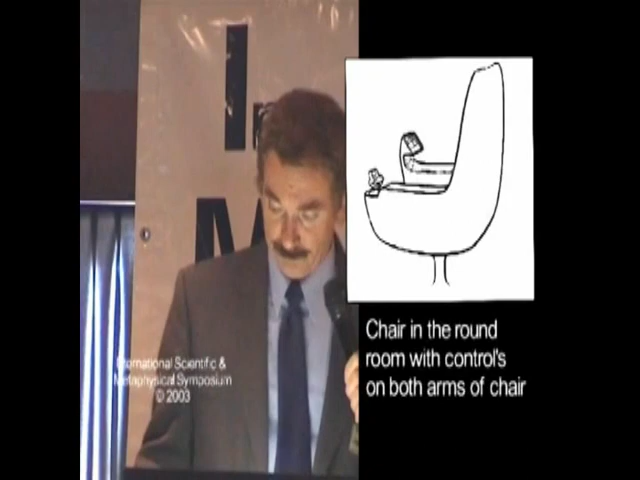 I
M
International Scientific &
Metaphysical Symposium
© 2003
Chair in the round
room with control's
on both arms of chair